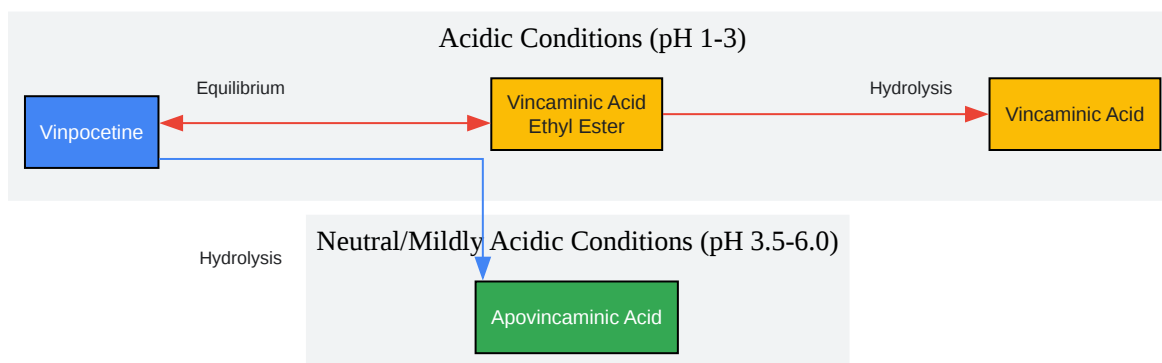 Acidic Conditions (pH 1-3)
Equilibrium
Hydrolysis
Vinpocetine
Vincaminic Acid
Ethyl Ester
Vincaminic Acid
Neutral/Mildly Acidic Conditions (pH 3.5-6.0)
Hydrolysis
Apovincaminic Acid